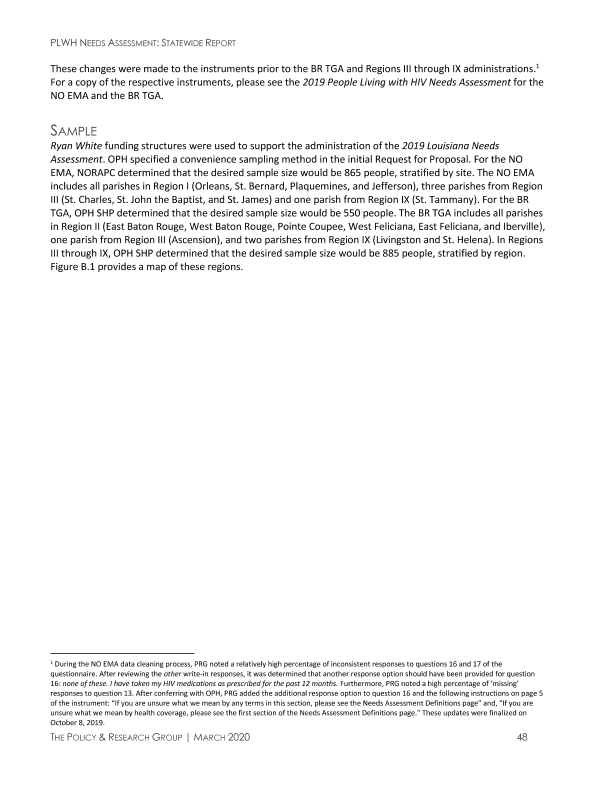 PLWH NEEDS ASSESSMENT: STATEWIDE REPORT
These changes were made to the instruments prior to the BR TGA and Regions III through IX administrations.1
For a copy of the respective instruments, please see the 2019 People Living with HIV Needs Assessment for the
NO EMA and the BR TGA.
SAMPLE
Ryan White funding structures were used to support the administration of the 2019 Louisiana Needs
Assessment. OPH specified a convenience sampling method in the initial Request for Proposal. For the NO
EMA, NORAPC determined that the desired sample size would be 865 people, stratified by site. The NO EMA
includes all parishes in Region I (Orleans, St. Bernard, Plaquemines, and Jefferson), three parishes from Region
III (St. Charles, St. John the Baptist, and St. James) and one parish from Region IX (St. Tammany). For the BR
TGA, OPH SHP determined that the desired sample size would be 550 people. The BR TGA includes all parishes
in Region II (East Baton Rouge, West Baton Rouge, Pointe Coupee, West Feliciana, East Feliciana, and Iberville),
one parish from Region III (Ascension), and two parishes from Region IX (Livingston and St. Helena). In Regions
III through IX, OPH SHP determined that the desired sample size would be 885 people, stratified by region.
Figure B.1 provides a map of these regions.
1 During the NO EMA data cleaning process, PRG noted a relatively high percentage of inconsistent responses to questions 16 and 17 of the
questionnaire. After reviewing the other write-in responses, it was determined that another response option should have been provided for question
16: none of these. I have taken my HIV medications as prescribed for the past 12 months. Furthermore, PRG noted a high percentage of 'missing'
responses to question 13. After conferring with OPH, PRG added the additional response option to question 16 and the following instructions on page 5
of the instrument: "If you are unsure what we mean by any terms in this section, please see the Needs Assessment Definitions page" and, "If you are
unsure what we mean by health coverage, please see the first section of the Needs Assessment Definitions page." These updates were finalized on
October 8, 2019.
THE POLICY & RESEARCH GROUP | MARCH 2020 48